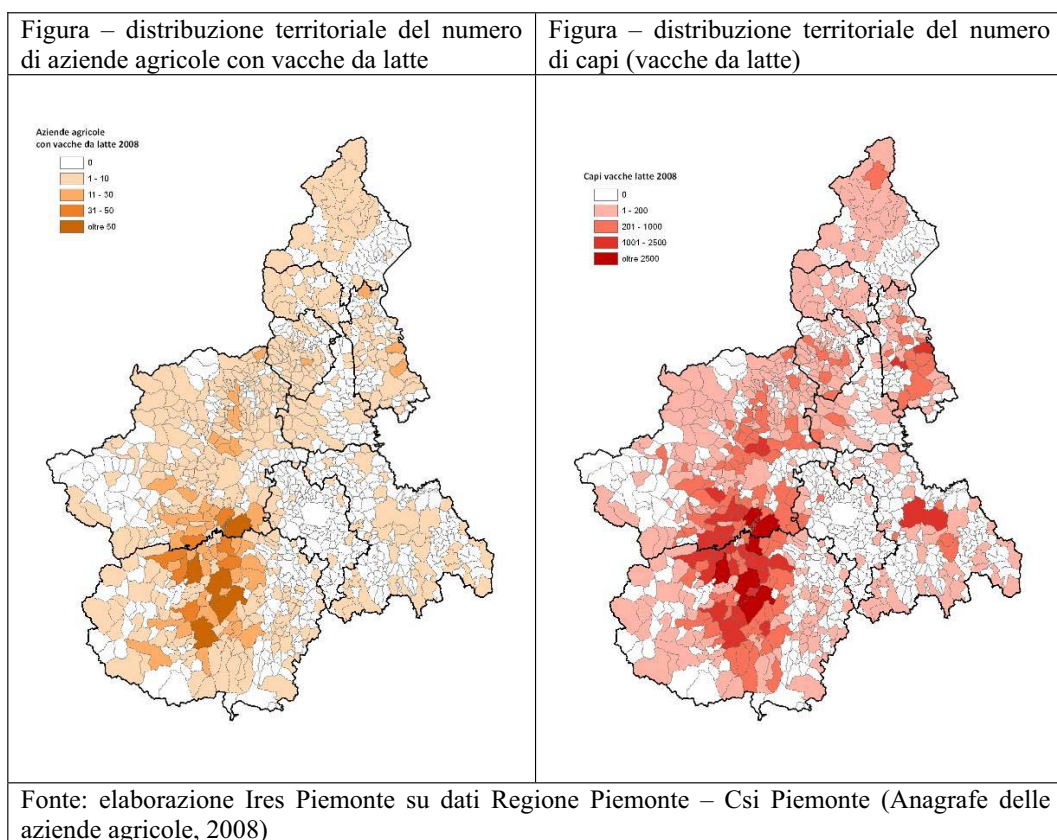 Figura – distribuzione territoriale del numero
di aziende agricole con vacche da latte
Figura – distribuzione territoriale del numero
di capi (vacche da latte)
Aziende agricole
con vacche da latte 2008
0
1 - 10
11 - 30
31 - 50
oltre 50
Capi vacche latte 2008
0
1 - 200
201 - 1000
1001 - 2500
oltre 2500
Fonte: elaborazione Ires Piemonte su dati Regione Piemonte – Csi Piemonte (Anagrafe delle
aziende agricole, 2008)